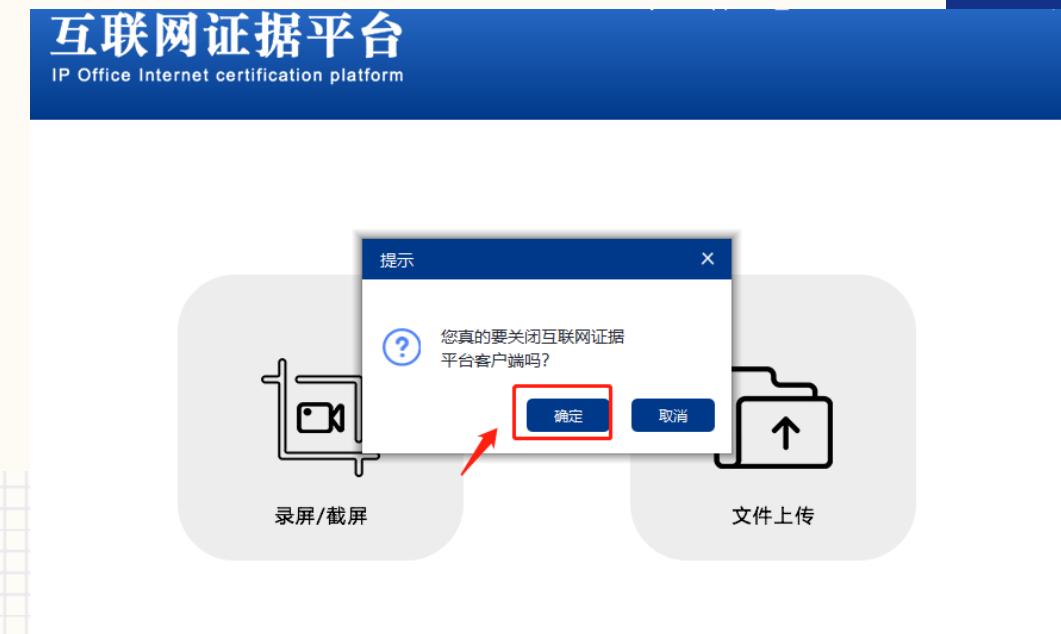 互联网证据平台
IP Office Internet certification platform
提示
您真的要关闭互联网证据
平台客户端吗?
确定
取消
录屏/截屏
文件上传